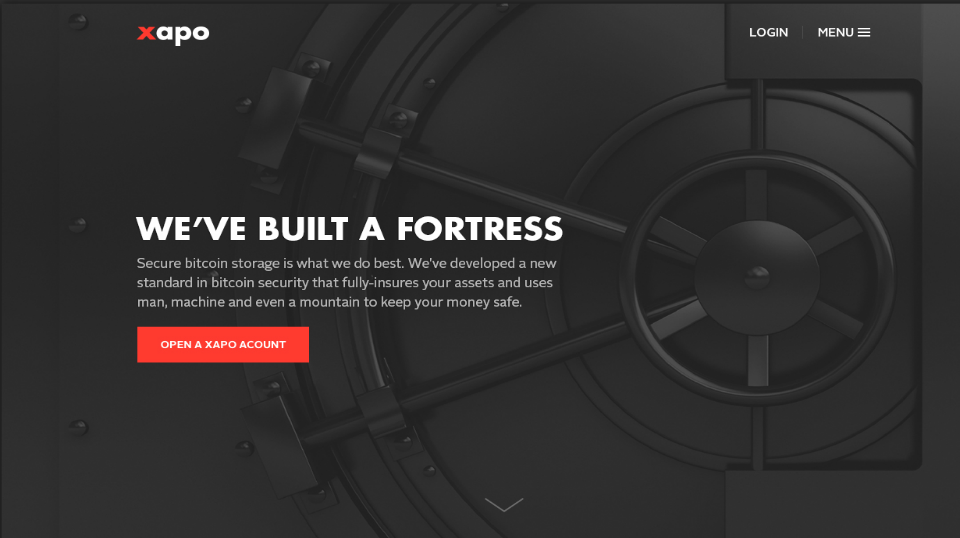 xapo
LOGIN
MENU
WE'VE BUILT A FORTRESS
Secure bitcoin storage is what we do best. We've developed a new
standard in bitcoin security that fully-insures your assets and uses
man, machine and even a mountain to keep your money safe.
OPEN A XAPO ACOUNT